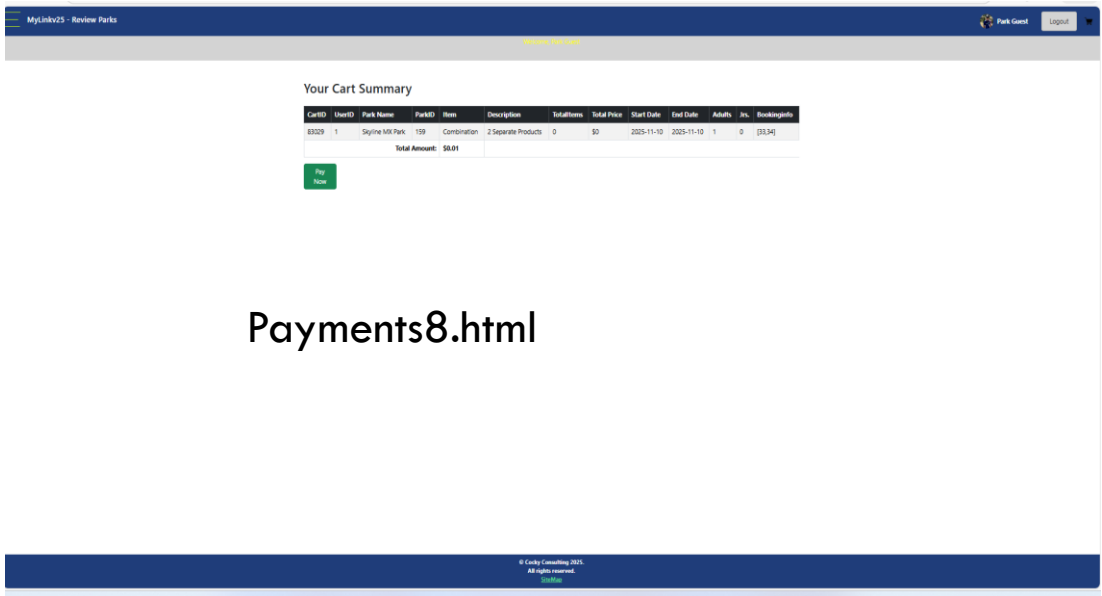 MyLinkv25 - Review Parks
Park Guest
Logout
Welcome, Park Guest
Your Cart Summary
CartID UserID Park Name ParkID Item Description TotalItems Total Price Start Date End Date Adults Jrs. Bookinginfo
83029 1 Skyline MX Park 159 Combination 2 Separate Products 0 $0 2025-11-10 2025-11-10 1 0 [33,34]
Total Amount: $0.01
Pay
Now
Payments8.html
© Cocky Consulting 2025.
All rights reserved.
SiteMap